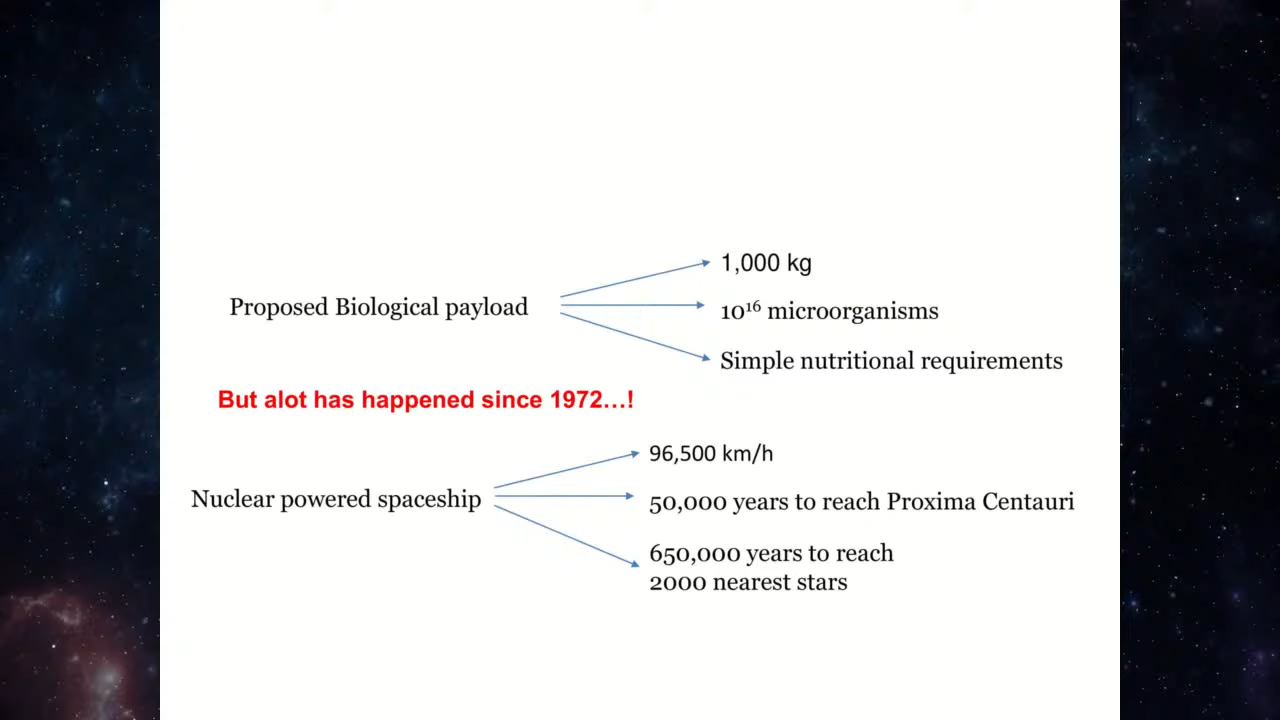 1,000 kg
Proposed Biological payload
10¹⁶ microorganisms
Simple nutritional requirements
But alot has happened since 1972…!
96,500 km/h
Nuclear powered spaceship
50,000 years to reach Proxima Centauri
650,000 years to reach
2000 nearest stars